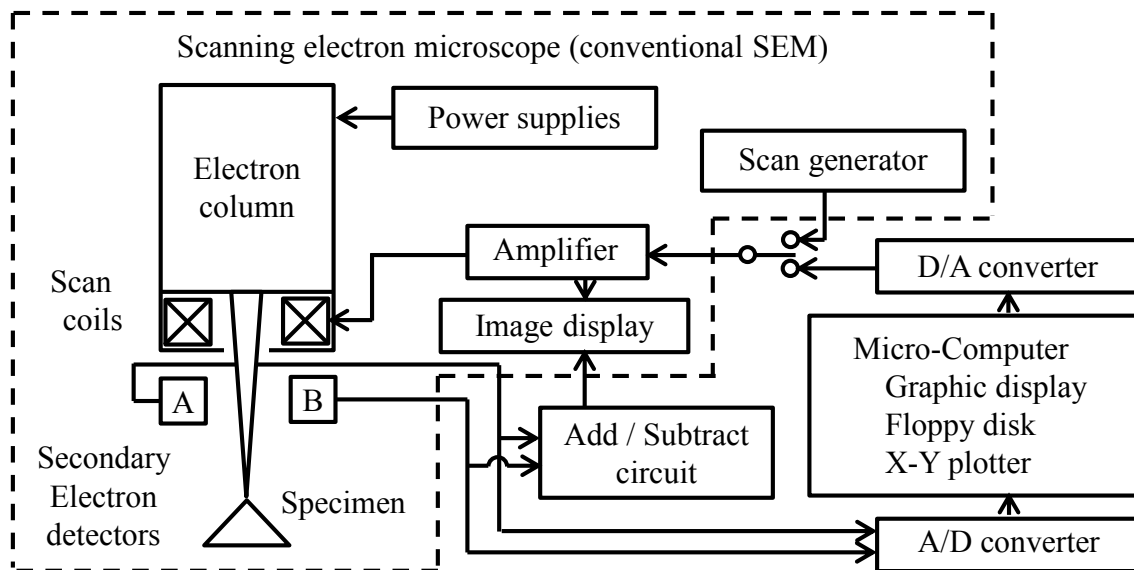 Scanning electron microscope (conventional SEM)
Power supplies
Electron
column
Scan generator
Amplifier
D/A converter
Scan
coils
Image display
Micro-Computer
Graphic display
Floppy disk
X-Y plotter
A
B
Add / Subtract
circuit
Secondary
Electron
detectors
Specimen
A/D converter